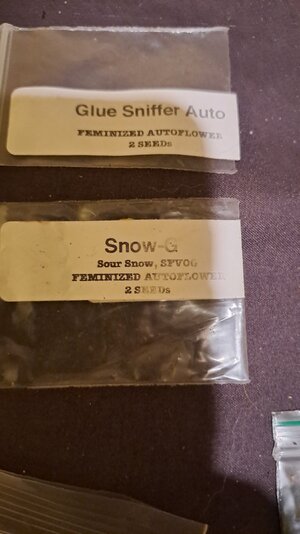 Glue Sniffer Auto
FEMINIZED AUTOFLOWER
2 SEEDs
Snow-G
Sour Snow, SFVOG
FEMINIZED AUTOFLOWER
2 SEEDs